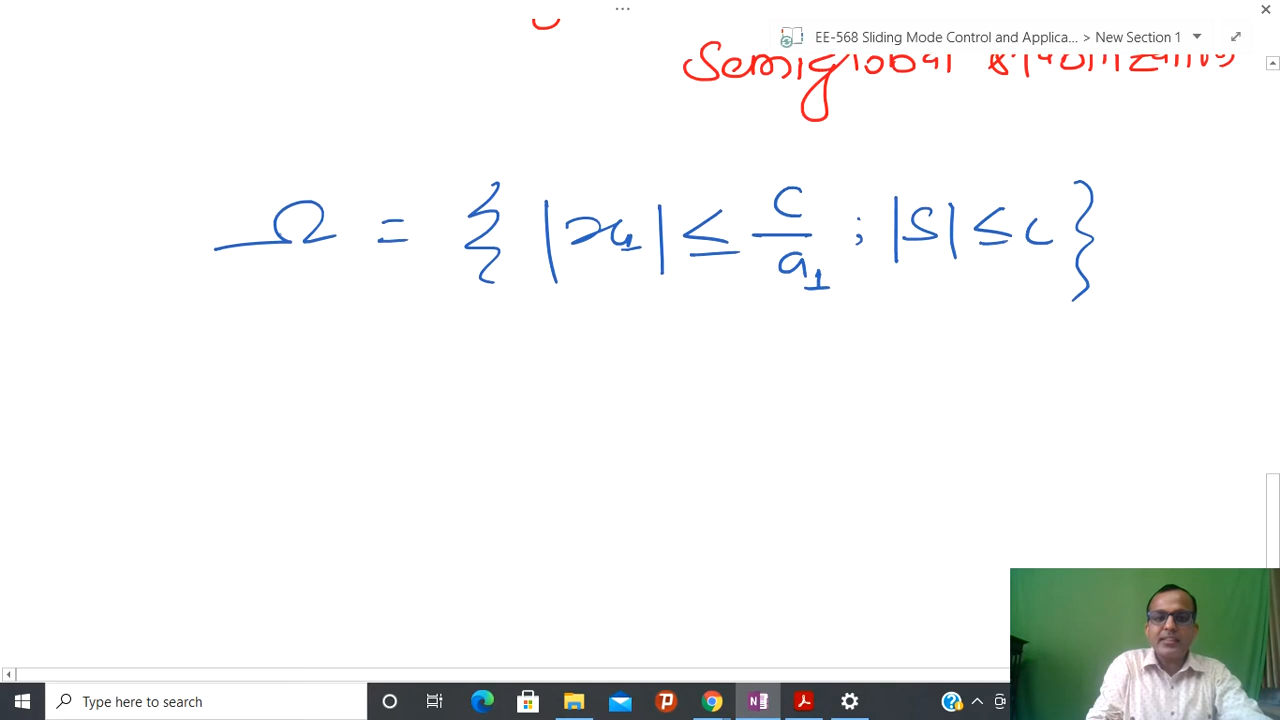 EE-568 Sliding Mode Control and Applica... > New Section 1
Semiglobal
Ω = { |x₁| ≤ c/a₁ ; |s| ≤ c }
Type here to search